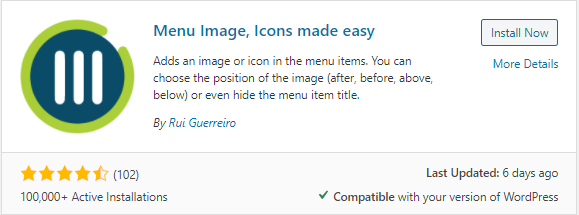 Menu Image, Icons made easy
Install Now
More Details
Adds an image or icon in the menu items. You can
choose the position of the image (after, before, above,
below) or even hide the menu item title.
By Rui Guerreiro
(102)
Last Updated: 6 days ago
100,000+ Active Installations
Compatible with your version of WordPress